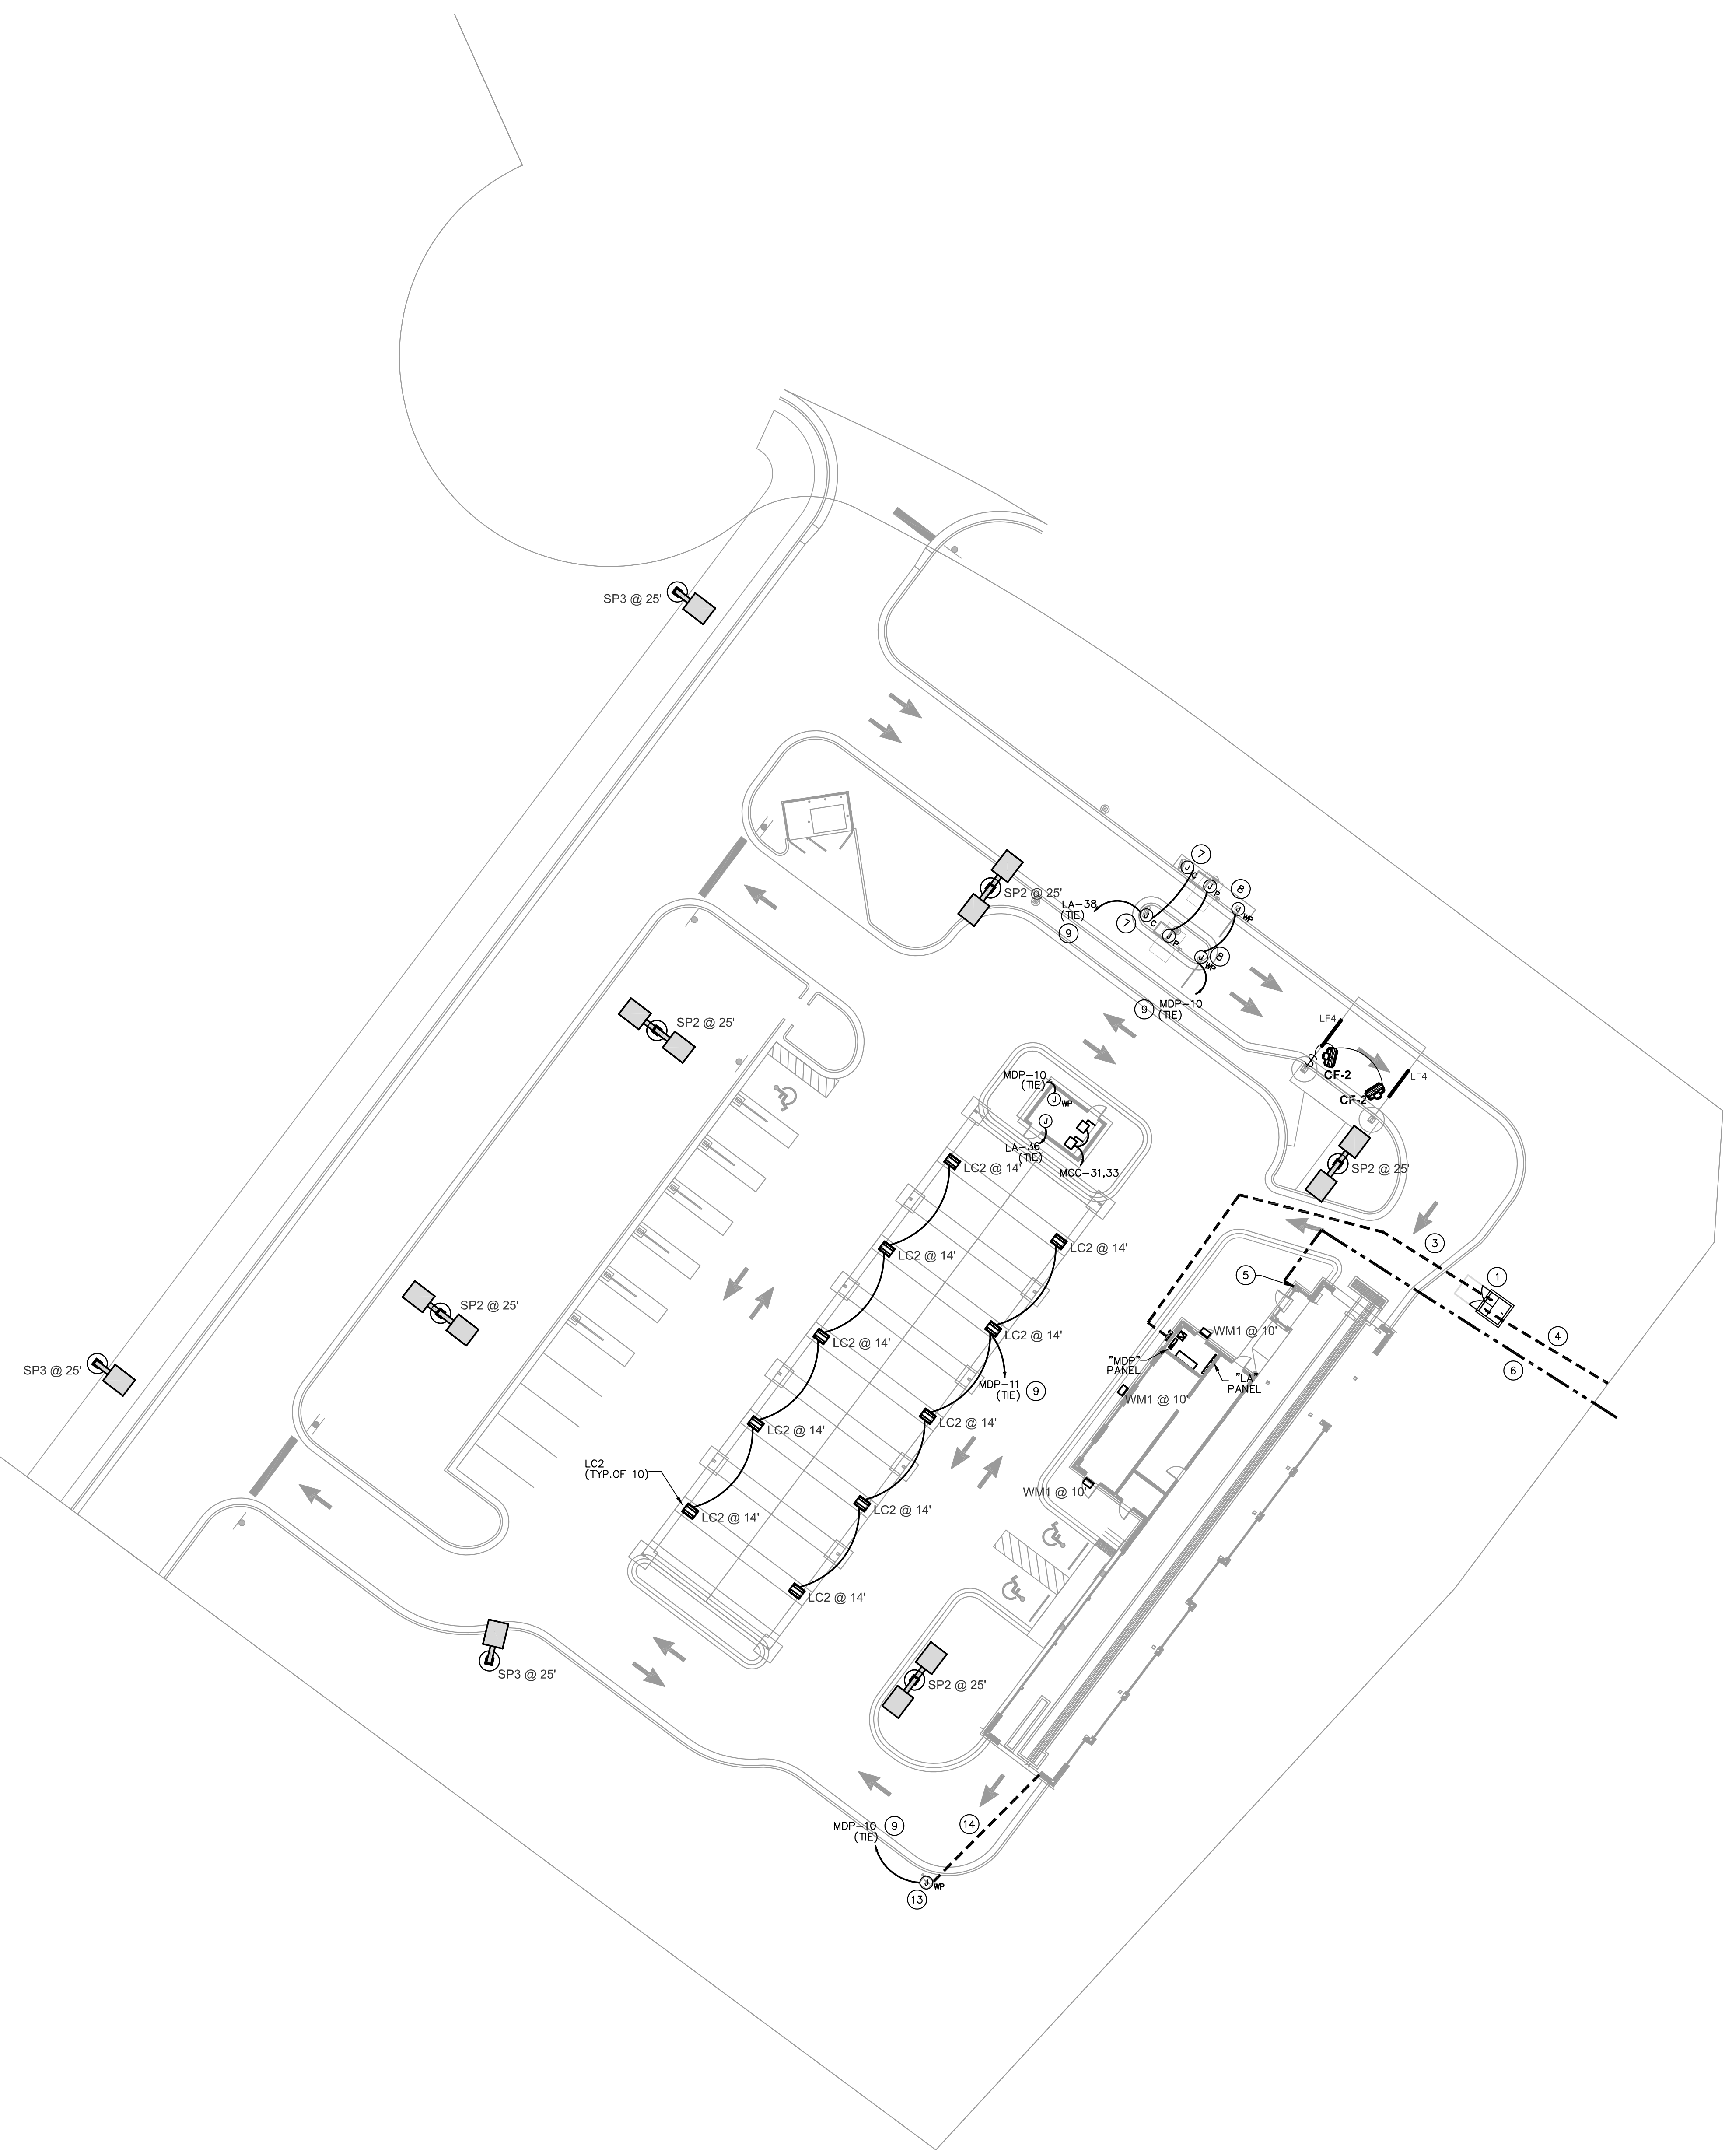 SP3 @ 25'
7
8
SP2 @ 25'
LA-38
(TIE)
9
7
J
C
J
P
J
WP
J
C
J
P
J
WP
8
9
MDP-10
(TIE)
SP2 @ 25'
LF4
CF-2
LF4
CF-2
MDP-10
(TIE)
J
WP
J
LA-36
(TIE)
MCC-31,33
LC2 @ 14'
SP2 @ 25'
LC2 @ 14'
LC2 @ 14'
3
5
1
SP2 @ 25'
LC2 @ 14'
LC2 @ 14'
WM1 @ 10'
4
6
SP3 @ 25'
"MDP"
PANEL
"LA"
PANEL
MDP-11
(TIE)
9
WM1 @ 10'
LC2 @ 14'
LC2 @ 14'
LC2
(TYP.OF 10)
WM1 @ 10'
LC2 @ 14'
LC2 @ 14'
LC2 @ 14'
SP3 @ 25'
SP2 @ 25'
MDP-10
(TIE)
9
14
J
WP
13